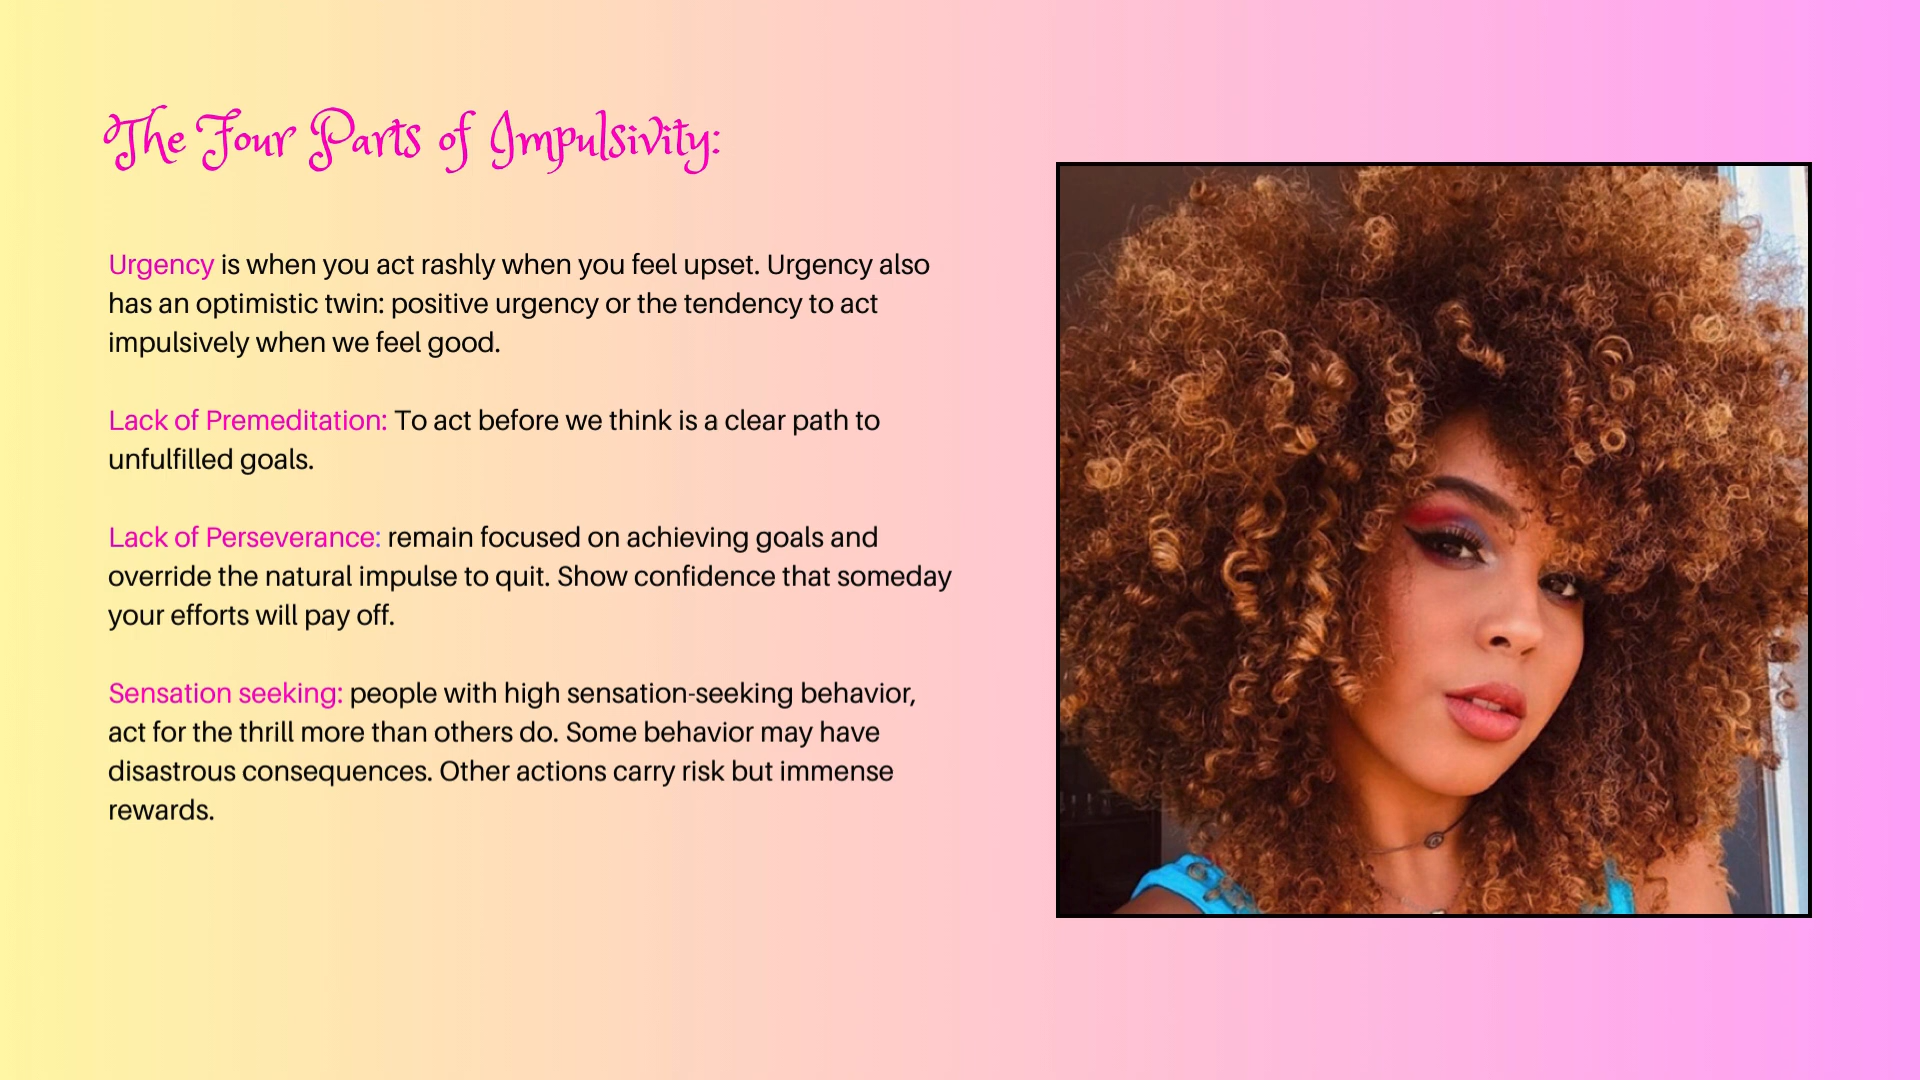 The Four Parts of Impulsivity:
Urgency is when you act rashly when you feel upset. Urgency also
has an optimistic twin: positive urgency or the tendency to act
impulsively when we feel good.
Lack of Premeditation: To act before we think is a clear path to
unfulfilled goals.
Lack of Perseverance: remain focused on achieving goals and
override the natural impulse to quit. Show confidence that someday
your efforts will pay off.
Sensation seeking: people with high sensation-seeking behavior,
act for the thrill more than others do. Some behavior may have
disastrous consequences. Other actions carry risk but immense
rewards.